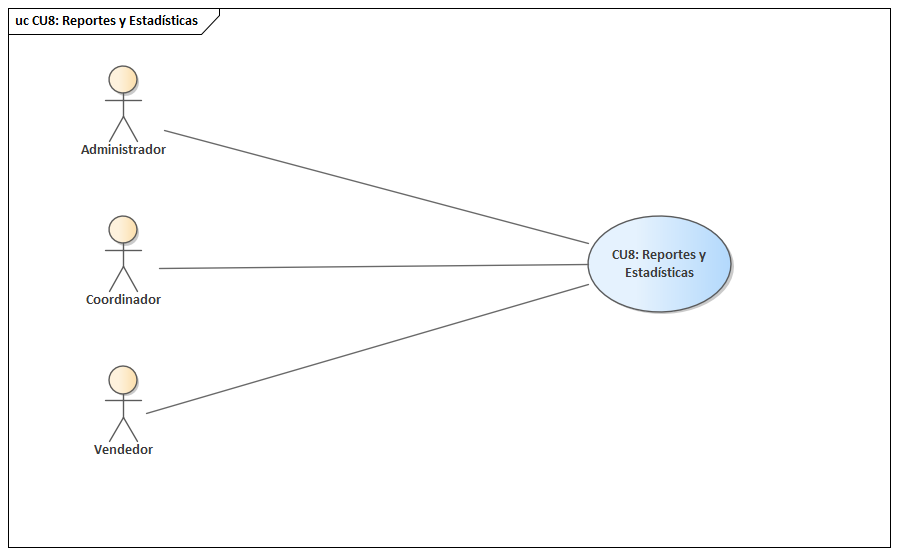 uc CU8: Reportes y Estadísticas
Administrador
Coordinador
Vendedor
CU8: Reportes y
Estadísticas